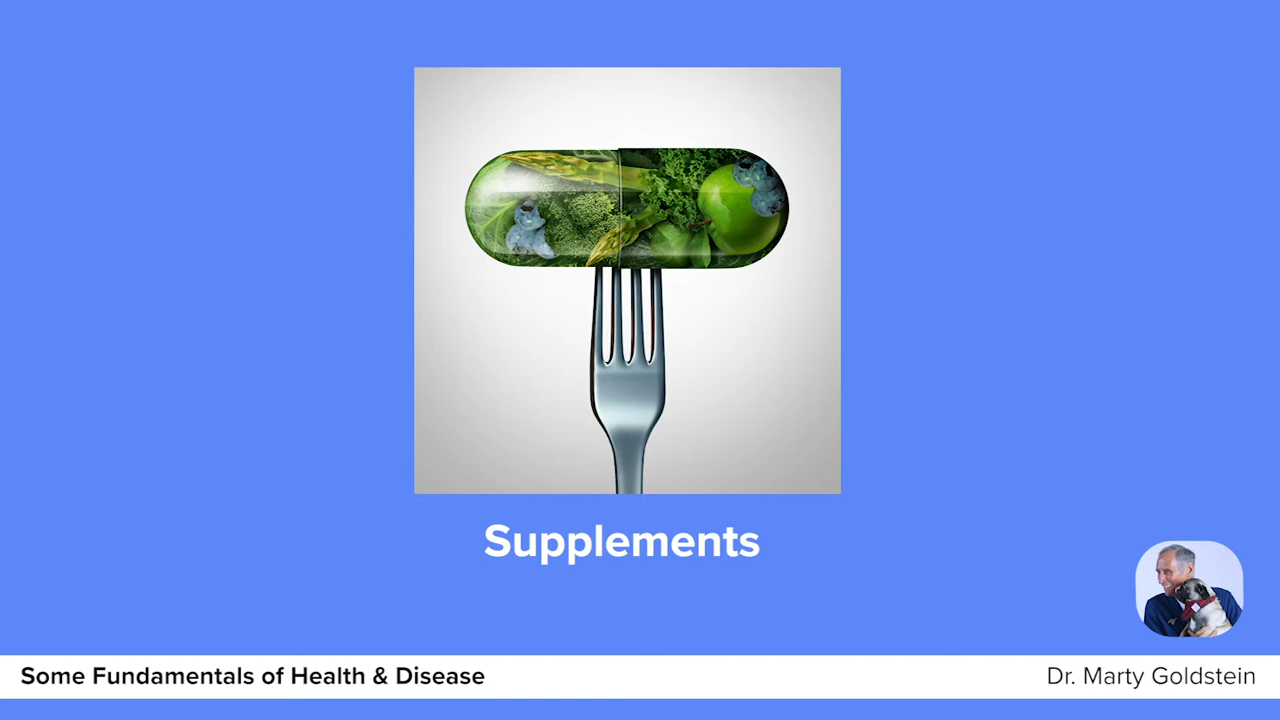 Supplements
Some Fundamentals of Health & Disease
Dr. Marty Goldstein